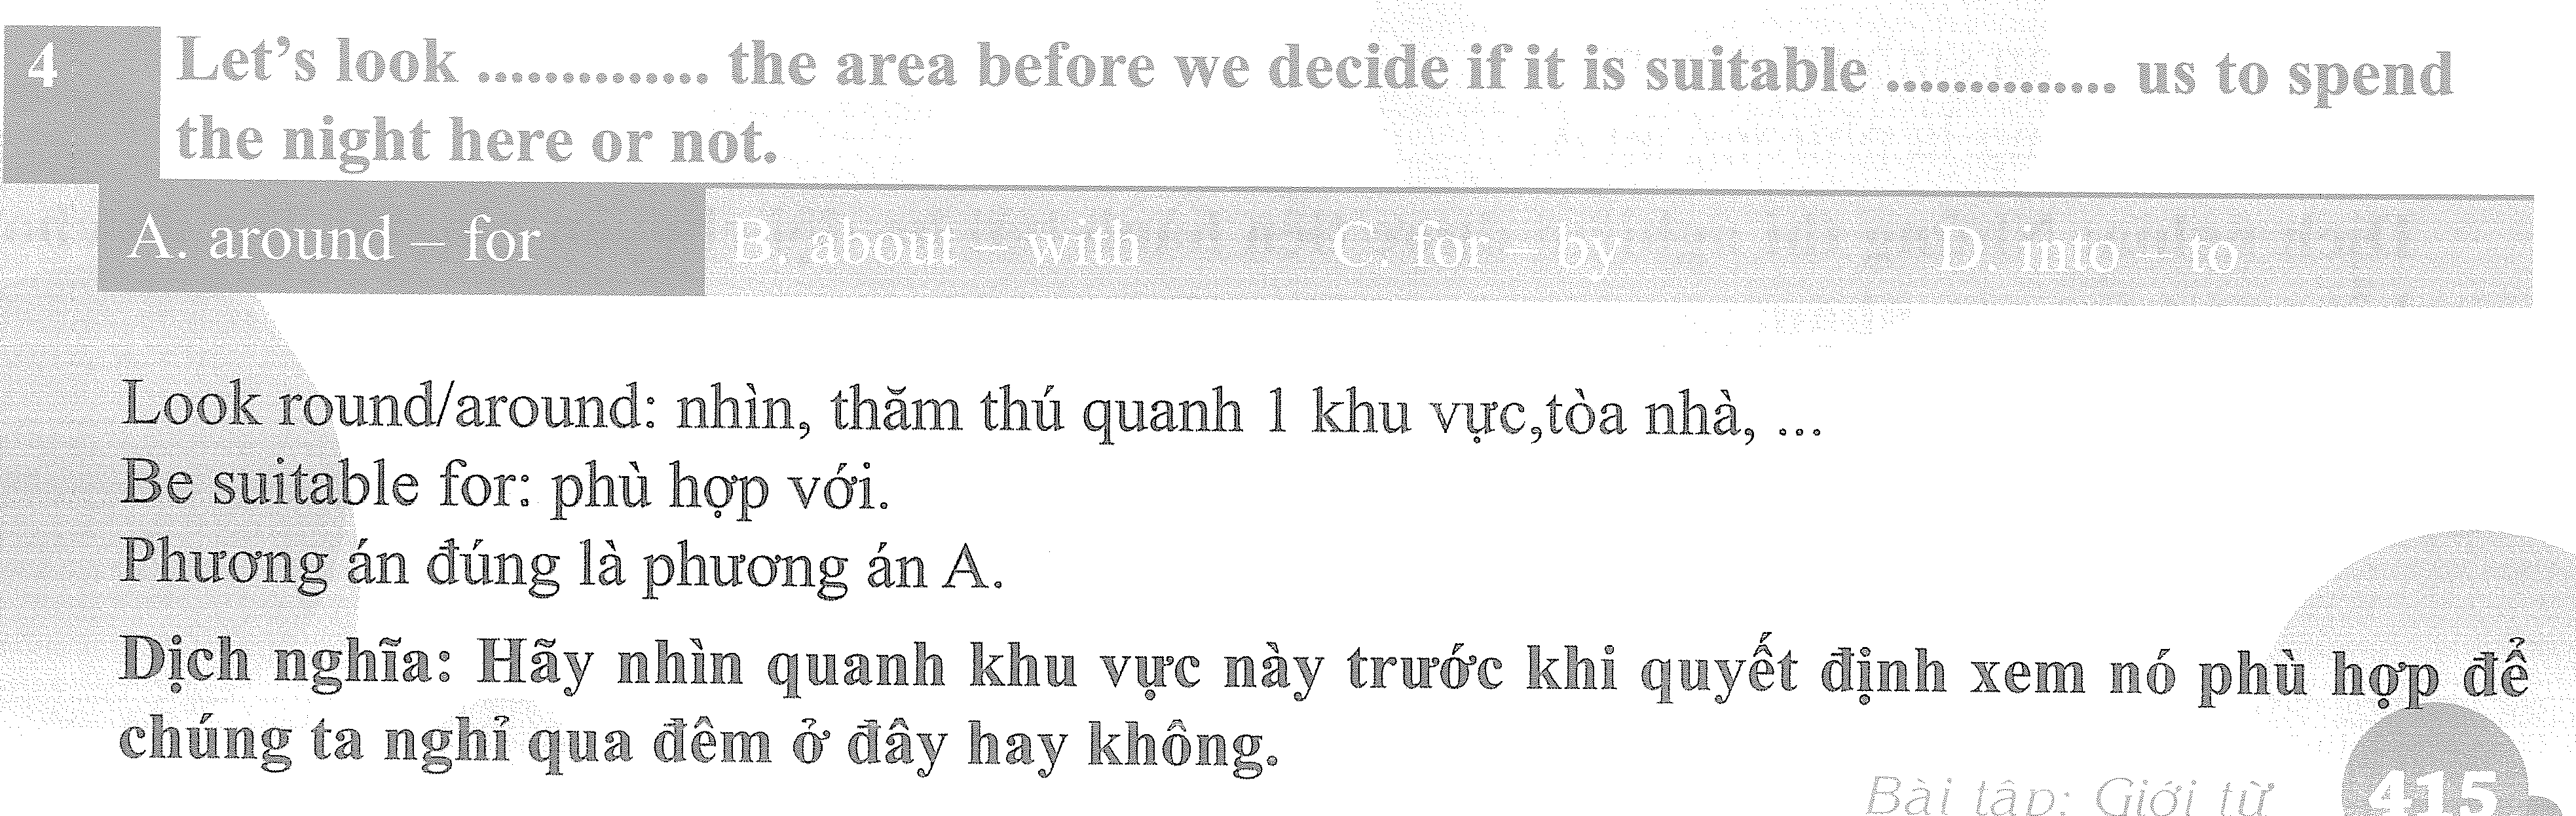 4 Let's look .............. the area before we decide if it is suitable .............. us to spend
the night here or not.
A. around – for B. about – with C. for – by D. into – to
Look round/around: nhìn, thăm thú quanh 1 khu vực,tòa nhà, ...
Be suitable for: phù hợp với.
Phương án đúng là phương án A.
Dịch nghĩa: Hãy nhìn quanh khu vực này trước khi quyết định xem nó phù hợp để
chúng ta nghỉ qua đêm ở đây hay không.
Bài tập: Giới từ 415